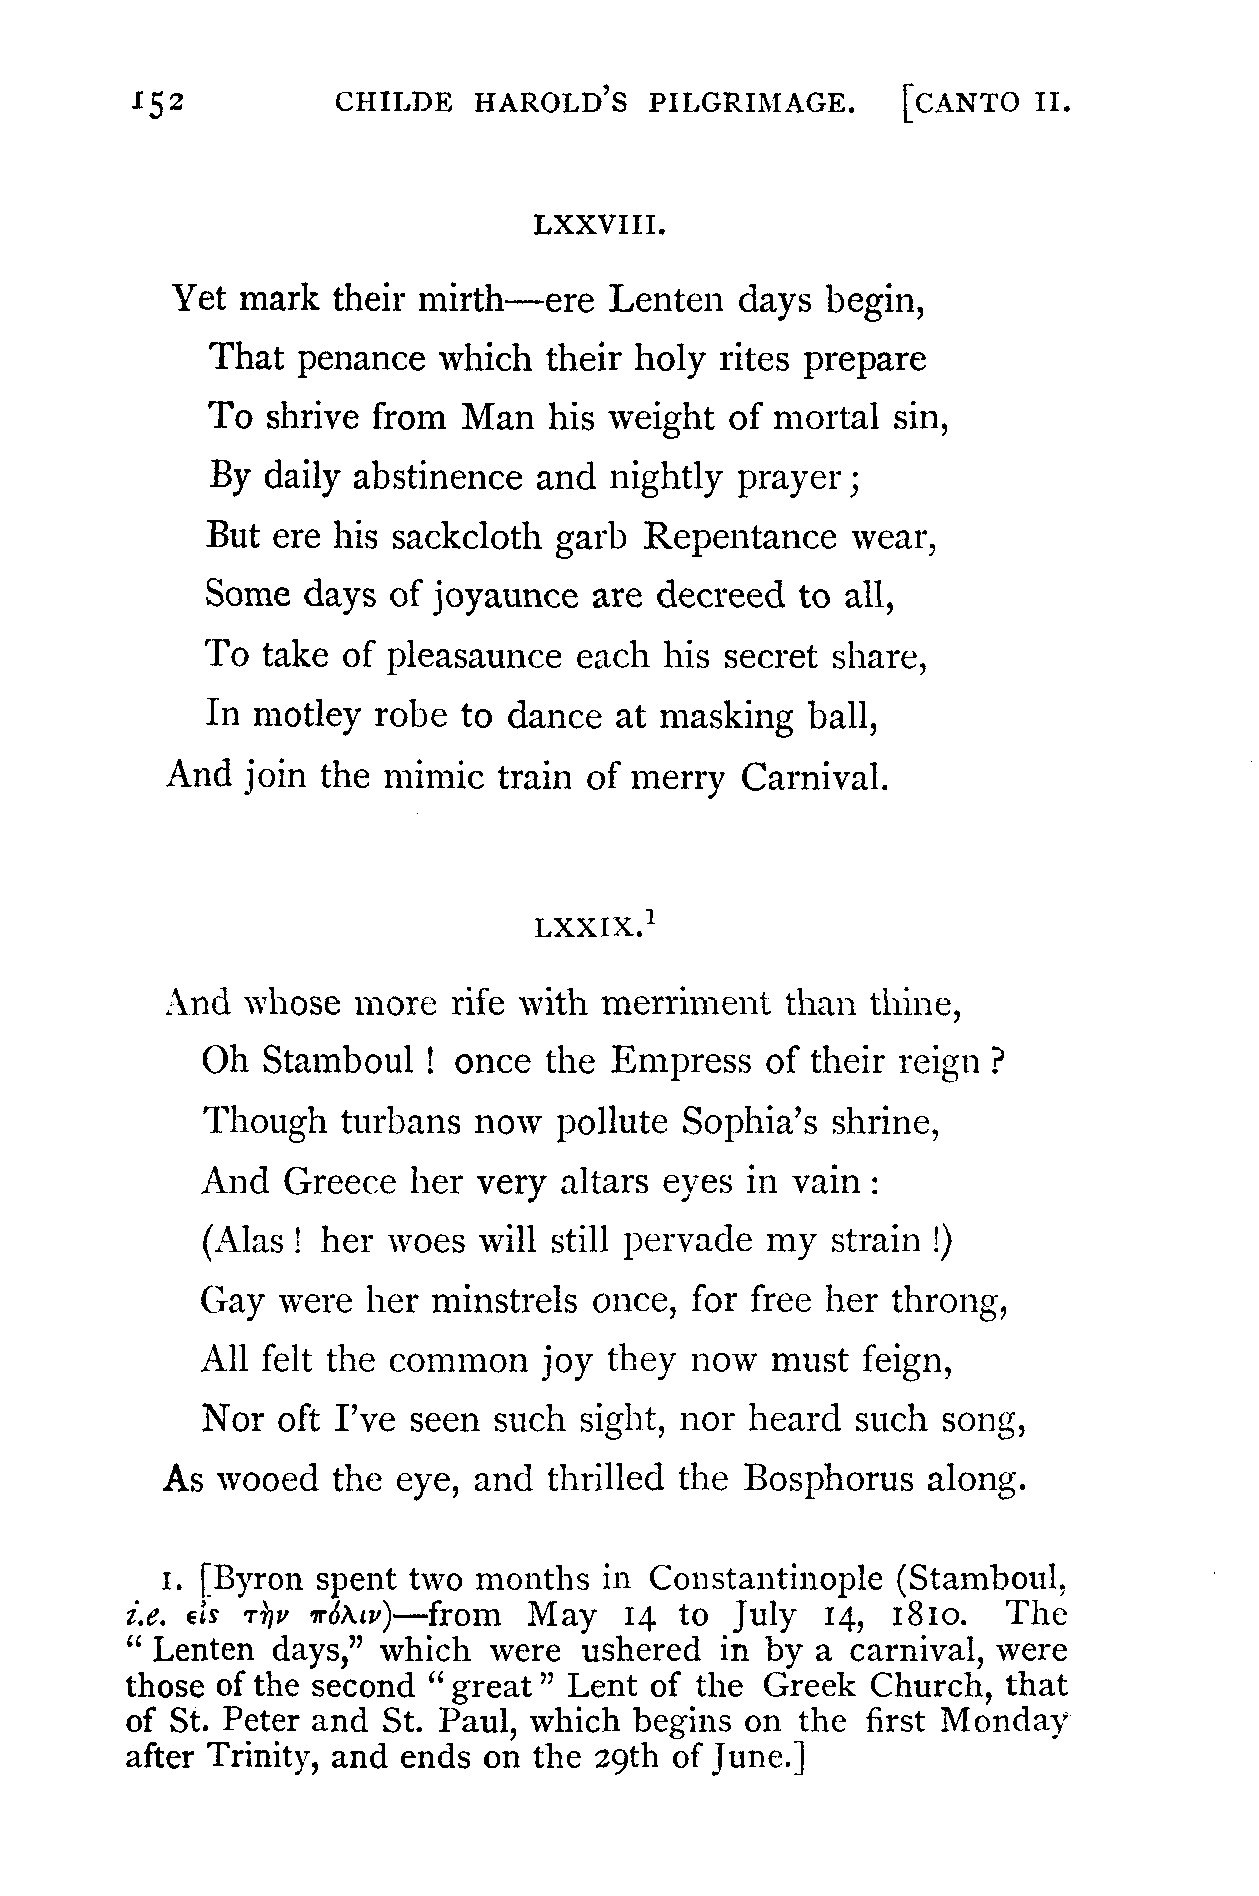 152 CHILDE HAROLD'S PILGRIMAGE. [CANTO II.
LXXVIII.
Yet mark their mirth—ere Lenten days begin,
That penance which their holy rites prepare
To shrive from Man his weight of mortal sin,
By daily abstinence and nightly prayer ;
But ere his sackcloth garb Repentance wear,
Some days of joyaunce are decreed to all,
To take of pleasaunce each his secret share,
In motley robe to dance at masking ball,
And join the mimic train of merry Carnival.
LXXIX.¹
And whose more rife with merriment than thine,
Oh Stamboul ! once the Empress of their reign ?
Though turbans now pollute Sophia's shrine,
And Greece her very altars eyes in vain :
(Alas ! her woes will still pervade my strain !)
Gay were her minstrels once, for free her throng,
All felt the common joy they now must feign,
Nor oft I've seen such sight, nor heard such song,
As wooed the eye, and thrilled the Bosphorus along.
1. [Byron spent two months in Constantinople (Stamboul,
i.e. εἰς τὴν πόλιν)—from May 14 to July 14, 1810. The
“ Lenten days,” which were ushered in by a carnival, were
those of the second “ great ” Lent of the Greek Church, that
of St. Peter and St. Paul, which begins on the first Monday
after Trinity, and ends on the 29th of June.]